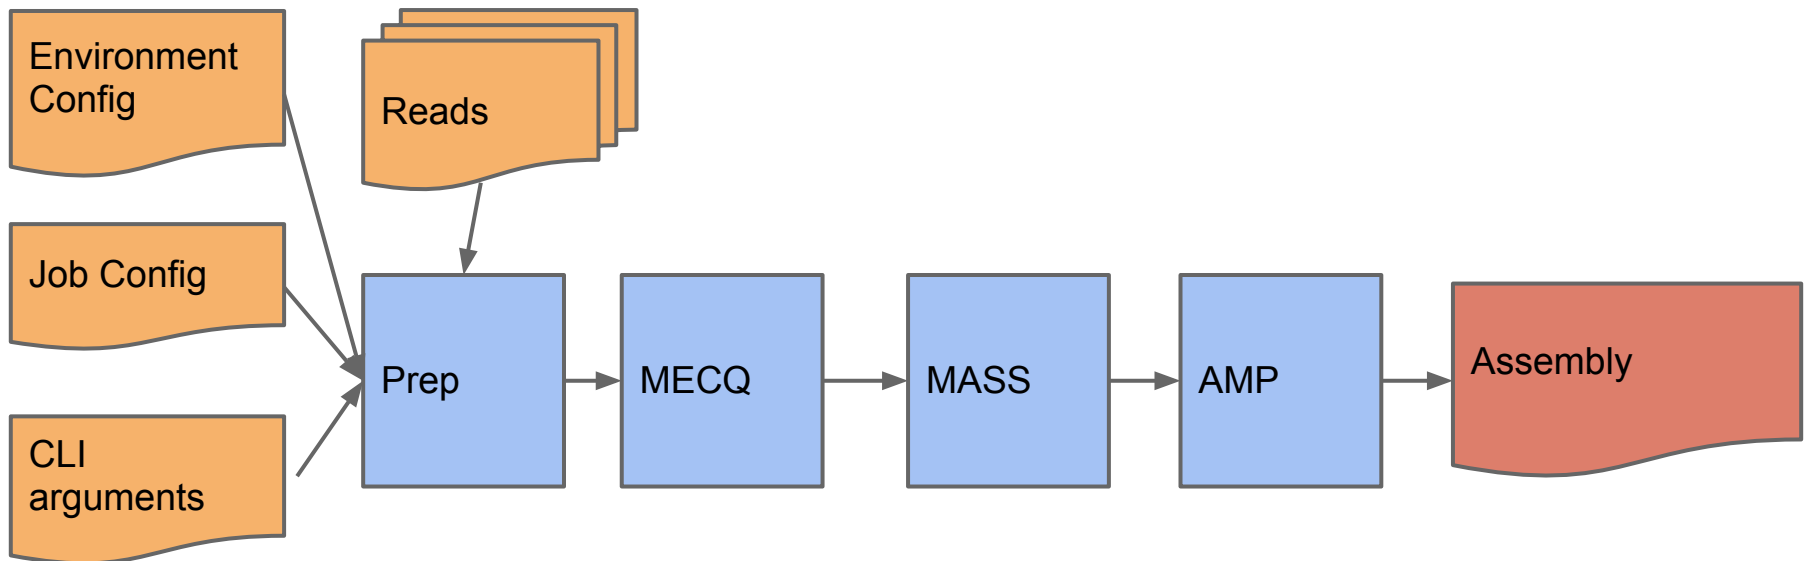 Environment
Config
Reads
Job Config
Prep
MECQ
MASS
AMP
Assembly
CLI
arguments